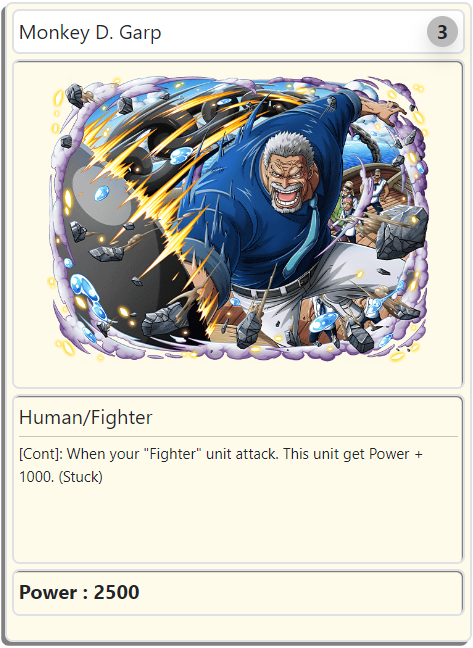 Monkey D. Garp
3
Human/Fighter
[Cont]: When your "Fighter" unit attack. This unit get Power +
1000. (Stuck)
Power : 2500